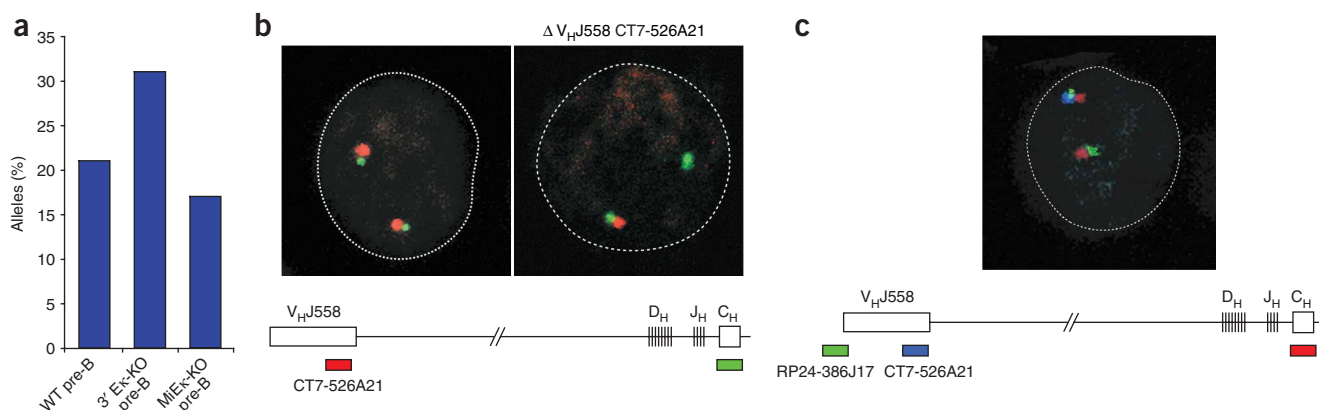 a
35
30
25
20
15
10
5
0
Alleles (%)
WT pre-B
3′ Eκ-KO
pre-B
MiEκ-KO
pre-B
b
Δ VHJ558 CT7-526A21
VHJ558
DH
JH
CH
CT7-526A21
c
VHJ558
DH
JH
CH
RP24-386J17
CT7-526A21